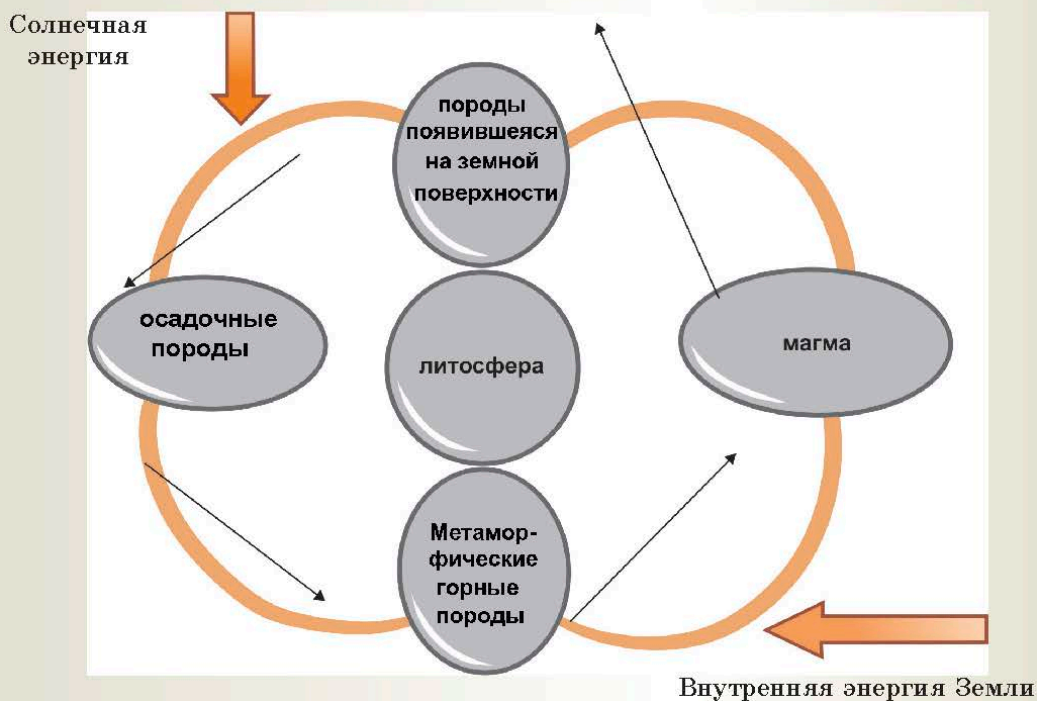 Солнечная
энергия
породы
появившеяся
на земной
поверхности
осадочные
породы
литосфера
магма
Метамор-
фические
горные
породы
Внутренняя энергия Земли